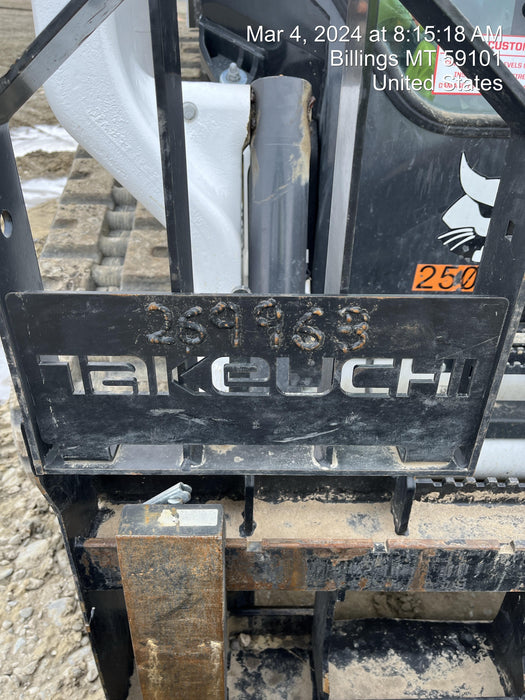 Mar 4, 2024 at 8:15:18 AM
Billings MT 59101
United States
CUSTOM
269963
TAKEUCHI
250